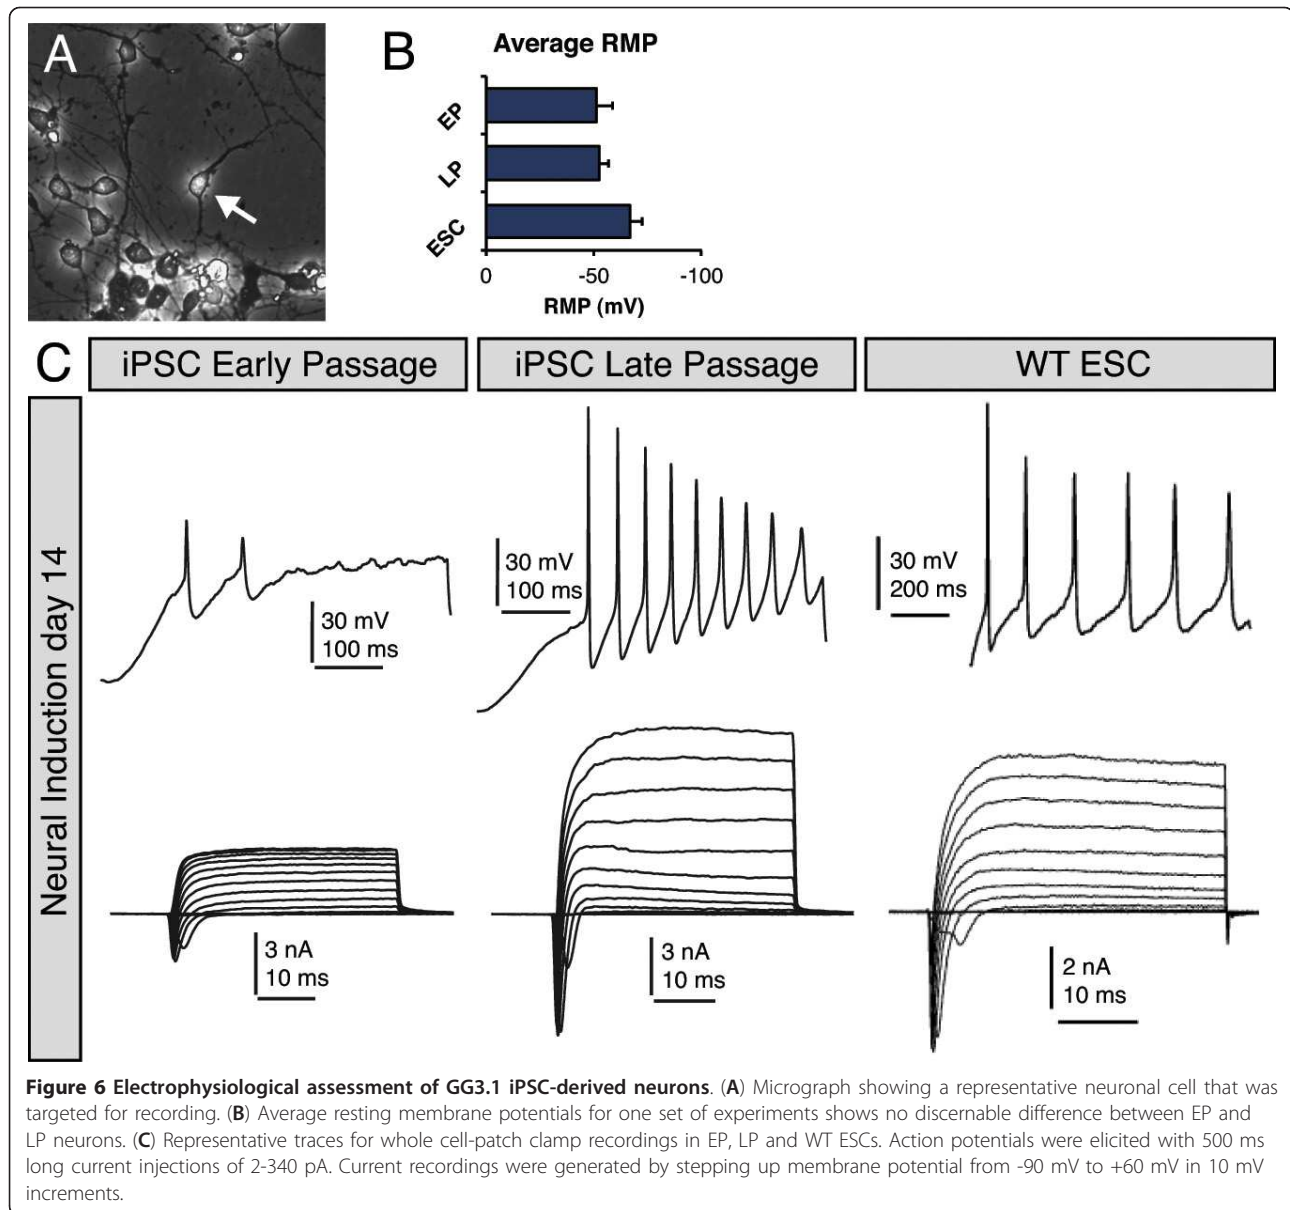 A
B
Average RMP
EP
LP
ESC
0
-50
-100
RMP (mV)
C
iPSC Early Passage
iPSC Late Passage
WT ESC
Neural Induction day 14
30 mV
100 ms
30 mV
100 ms
30 mV
200 ms
3 nA
10 ms
3 nA
10 ms
2 nA
10 ms
Figure 6 Electrophysiological assessment of GG3.1 iPSC-derived neurons. (A) Micrograph showing a representative neuronal cell that was
targeted for recording. (B) Average resting membrane potentials for one set of experiments shows no discernable difference between EP and
LP neurons. (C) Representative traces for whole cell-patch clamp recordings in EP, LP and WT ESCs. Action potentials were elicited with 500 ms
long current injections of 2-340 pA. Current recordings were generated by stepping up membrane potential from -90 mV to +60 mV in 10 mV
increments.